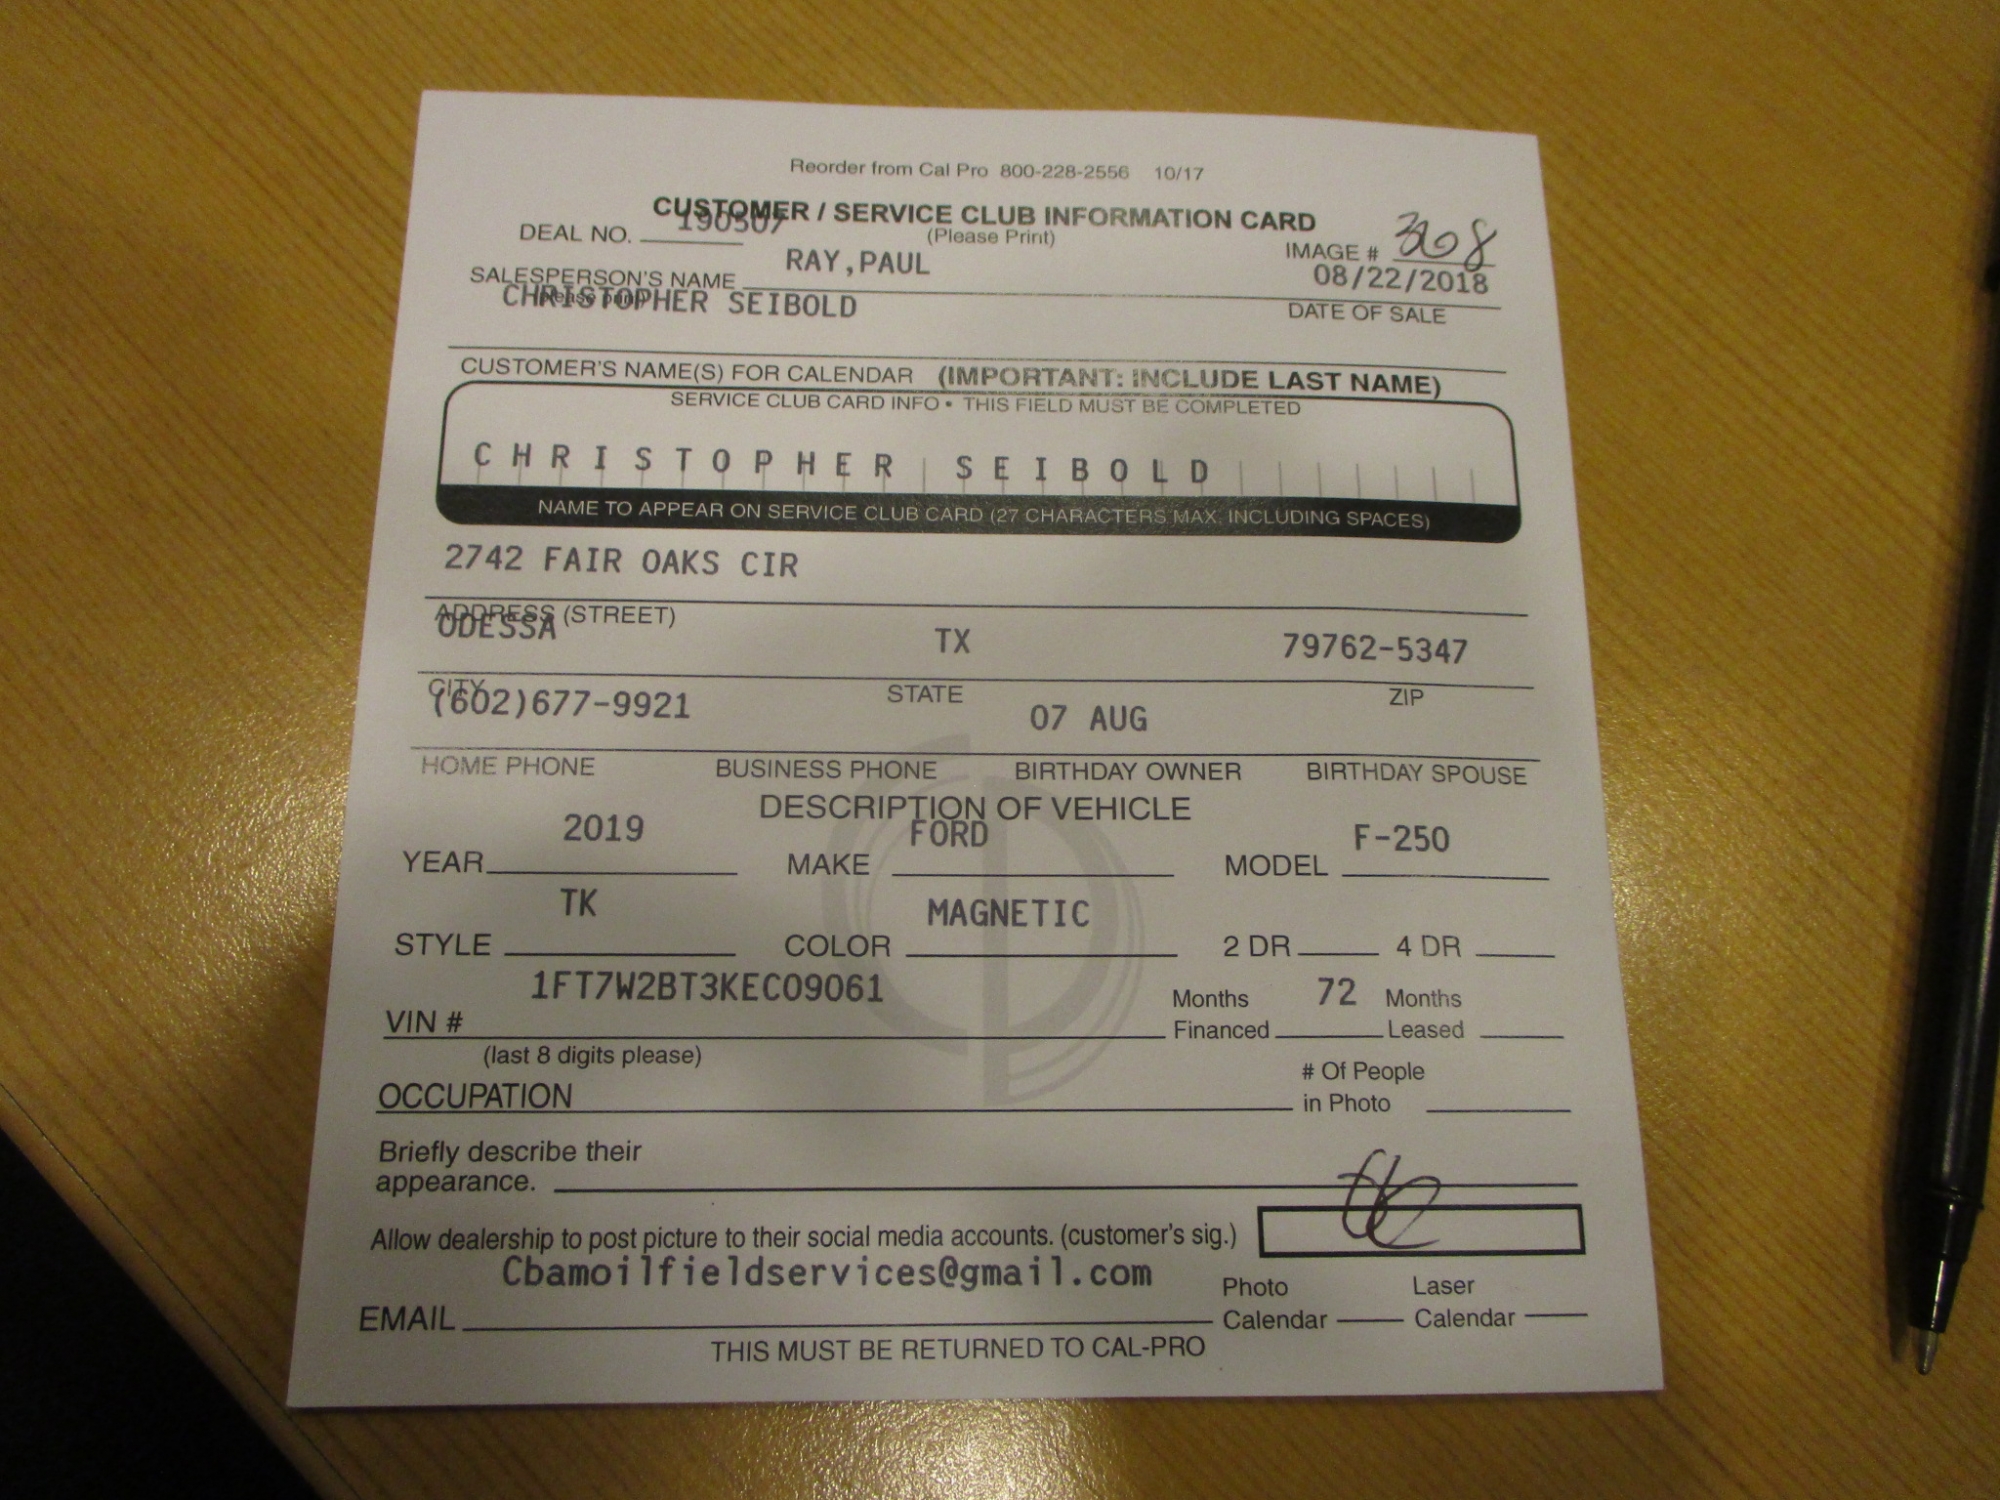 Reorder from Cal Pro 800-228-2556 10/17
CUSTOMER / SERVICE CLUB INFORMATION CARD
(Please Print)
DEAL NO. 190507
IMAGE # 368
SALESPERSON'S NAME RAY,PAUL
please print
08/22/2018
DATE OF SALE
CHRISTOPHER SEIBOLD
CUSTOMER'S NAME(S) FOR CALENDAR (IMPORTANT: INCLUDE LAST NAME)
SERVICE CLUB CARD INFO • THIS FIELD MUST BE COMPLETED
CHRISTOPHER SEIBOLD
NAME TO APPEAR ON SERVICE CLUB CARD (27 CHARACTERS MAX. INCLUDING SPACES)
2742 FAIR OAKS CIR
ADDRESS (STREET)
ODESSA TX 79762-5347
CITY STATE ZIP
(602)677-9921 07 AUG
HOME PHONE BUSINESS PHONE BIRTHDAY OWNER BIRTHDAY SPOUSE
DESCRIPTION OF VEHICLE
2019 FORD F-250
YEAR MAKE MODEL
TK MAGNETIC
STYLE COLOR 2 DR 4 DR
1FT7W2BT3KEC09061 Months 72 Months
VIN # Financed Leased
(last 8 digits please)
# Of People
OCCUPATION in Photo
Briefly describe their
appearance.
Allow dealership to post picture to their social media accounts. (customer's sig.)
Cbamoilfieldservices@gmail.com Photo Laser
EMAIL Calendar Calendar
THIS MUST BE RETURNED TO CAL-PRO